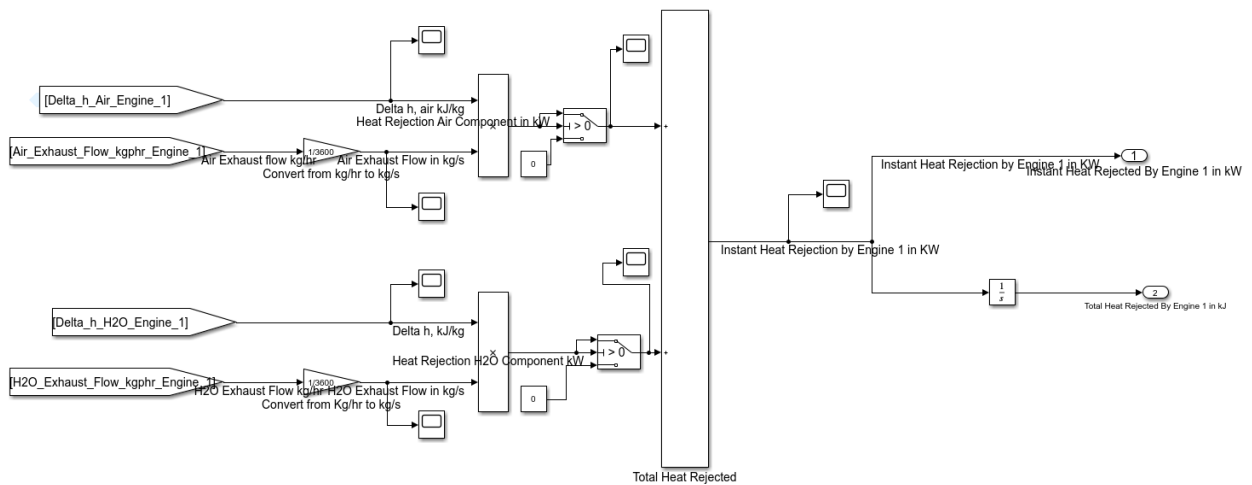 [Delta_h_Air_Engine_1]
Delta h, air kJ/kg
Heat Rejection Air Component in kW
×
> 0
0
+
[Air_Exhaust_Flow_kgphr_Engine_1]
1/3600
Air Exhaust flow kg/hr
Air Exhaust Flow in kg/s
Convert from kg/hr to kg/s
1
Instant Heat Rejection by Engine 1 in KW
Instant Heat Rejected By Engine 1 in kW
Instant Heat Rejection by Engine 1 in KW
1
s
2
Total Heat Rejected By Engine 1 in kJ
[Delta_h_H2O_Engine_1]
Delta h, kJ/kg
Heat Rejection H2O Component kW
×
> 0
0
+
[H2O_Exhaust_Flow_kgphr_Engine_1]
1/3600
H2O Exhaust Flow kg/hr
H2O Exhaust Flow in kg/s
Convert from Kg/hr to kg/s
Total Heat Rejected